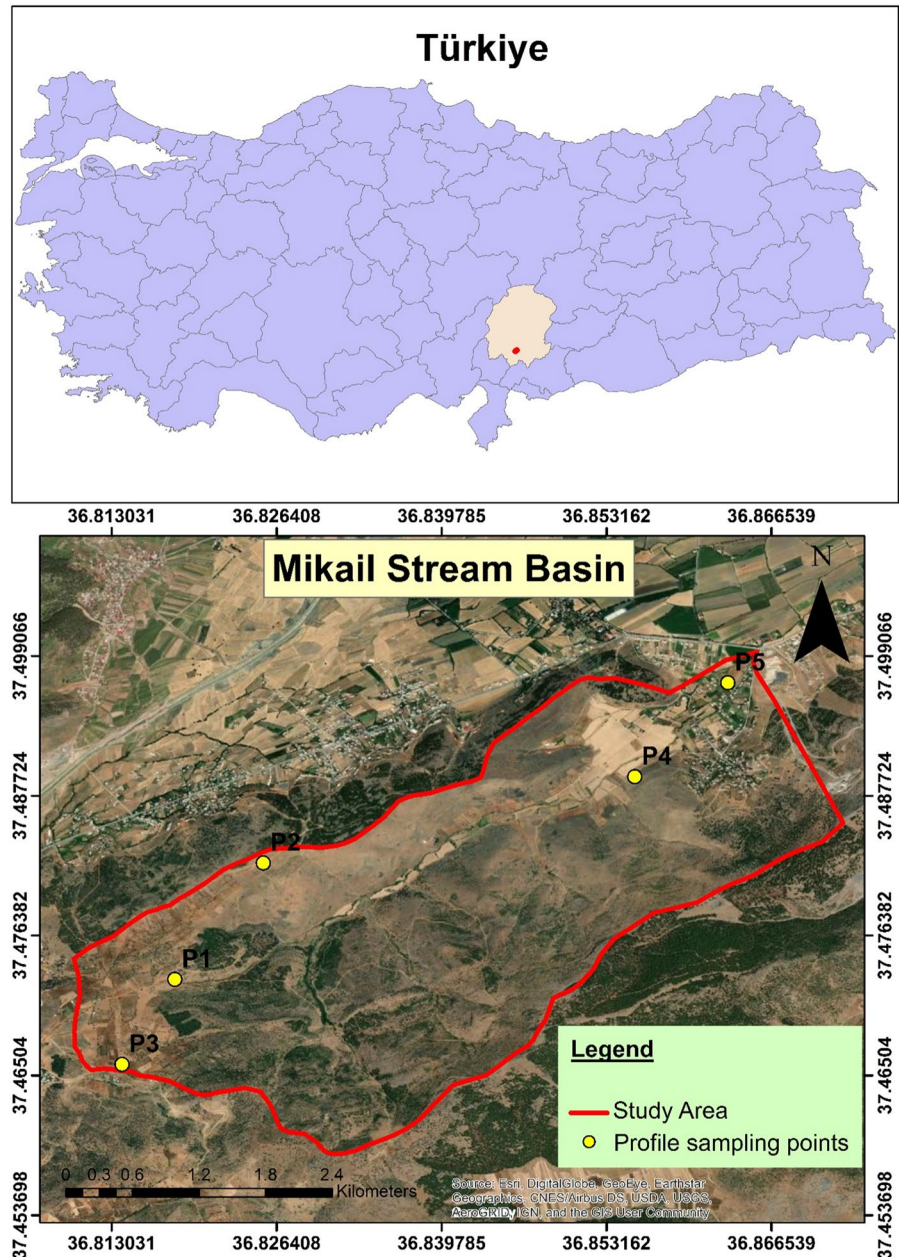 Türkiye
36.813031 36.826408 36.839785 36.853162 36.866539
Mikail Stream Basin
N
37.499066
37.499066
P5
P4
37.487724
37.487724
P2
37.476382
37.476382
P1
P3
37.46504
37.46504
Legend
Study Area
Profile sampling points
0 0.3 0.6 1.2 1.8 2.4
Kilometers
Source: Esri, DigitalGlobe, GeoEye, Earthstar
Geographics, CNES/Airbus DS, USDA, USGS,
AeroGRID, IGN, and the GIS User Community
37.453698
37.453698
36.813031 36.826408 36.839785 36.853162 36.866539